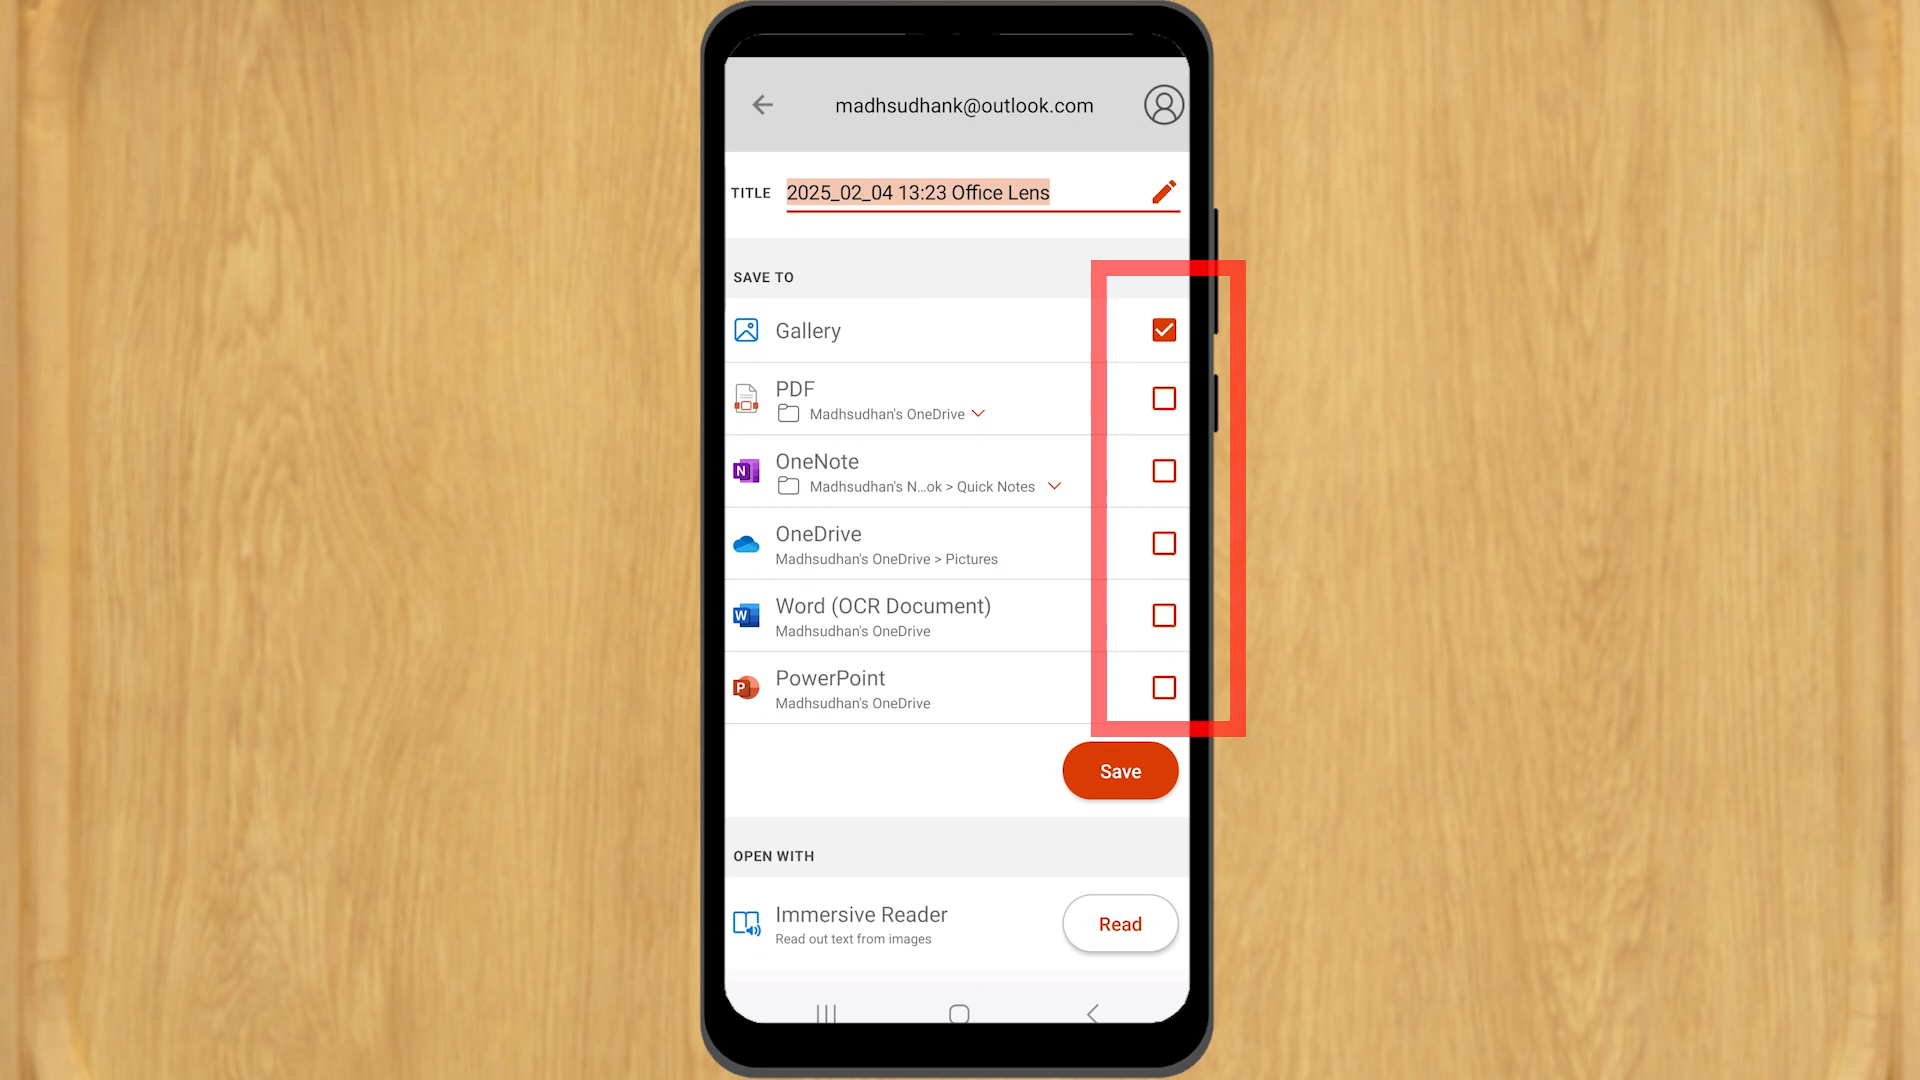 madhsudhank@outlook.com
TITLE 2025_02_04 13:23 Office Lens
SAVE TO
Gallery
PDF
Madhsudhan's OneDrive
N
OneNote
Madhsudhan's N...ok > Quick Notes
OneDrive
Madhsudhan's OneDrive > Pictures
W
Word (OCR Document)
Madhsudhan's OneDrive
P
PowerPoint
Madhsudhan's OneDrive
Save
OPEN WITH
Immersive Reader
Read out text from images
Read